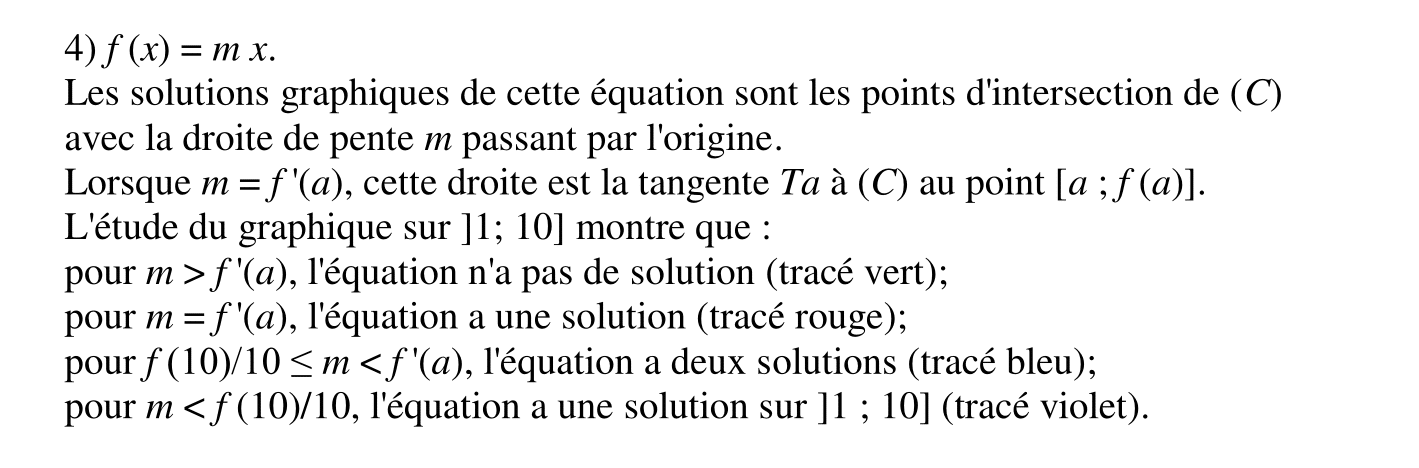 4) f (x) = m x.
Les solutions graphiques de cette équation sont les points d'intersection de (C)
avec la droite de pente m passant par l'origine.
Lorsque m = f '(a), cette droite est la tangente Ta à (C) au point [a ; f (a)].
L'étude du graphique sur ]1; 10] montre que :
pour m > f '(a), l'équation n'a pas de solution (tracé vert);
pour m = f '(a), l'équation a une solution (tracé rouge);
pour f (10)/10 ≤ m < f '(a), l'équation a deux solutions (tracé bleu);
pour m < f (10)/10, l'équation a une solution sur ]1 ; 10] (tracé violet).